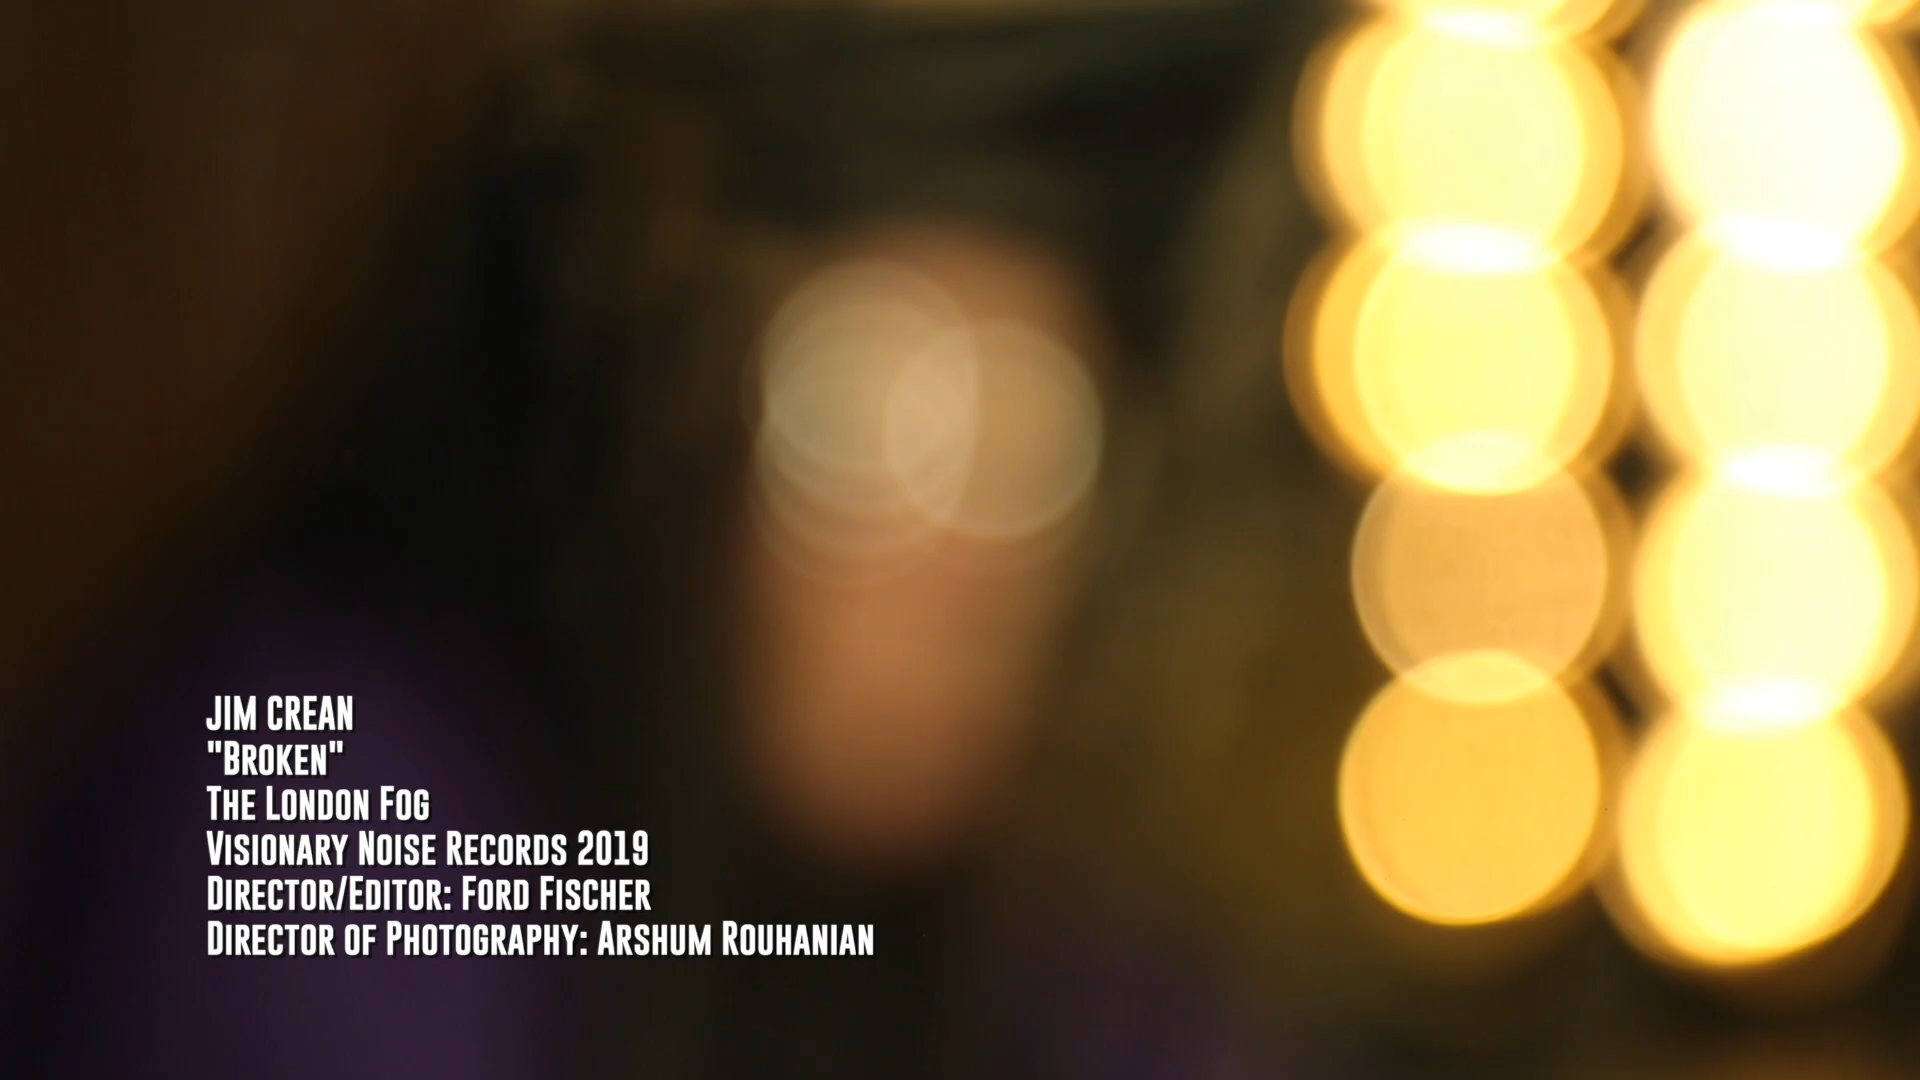 JIM CREAN
"BROKEN"
THE LONDON FOG
VISIONARY NOISE RECORDS 2019
DIRECTOR/EDITOR: FORD FISCHER
DIRECTOR OF PHOTOGRAPHY: ARSHUM ROUHANIAN